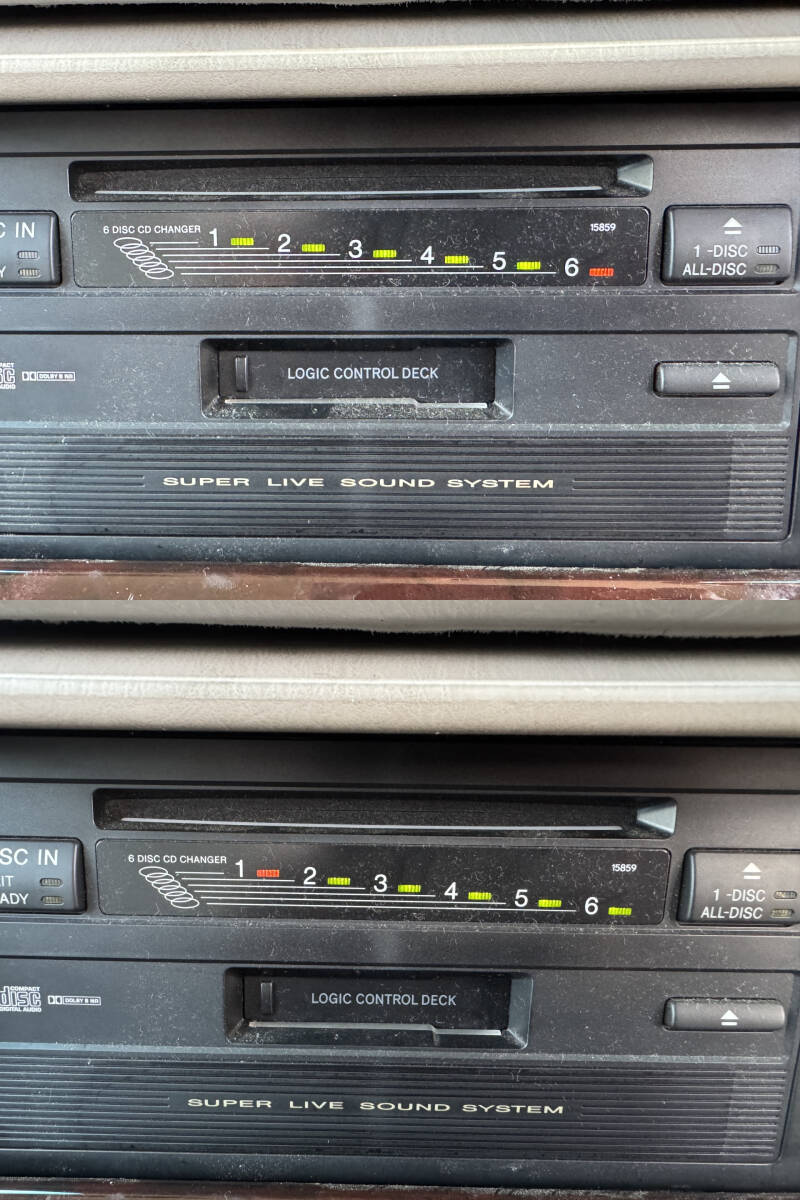 C IN
Y
6 DISC CD CHANGER
1 2 3 4 5 6
15859
1 -DISC
ALL-DISC
DOLBY B NR
LOGIC CONTROL DECK
SUPER LIVE SOUND SYSTEM
SC IN
IT
ADY
6 DISC CD CHANGER
1 2 3 4 5 6
15859
1 -DISC
ALL-DISC
COMPACT
disc
DIGITAL AUDIO
DOLBY B NR
LOGIC CONTROL DECK
SUPER LIVE SOUND SYSTEM